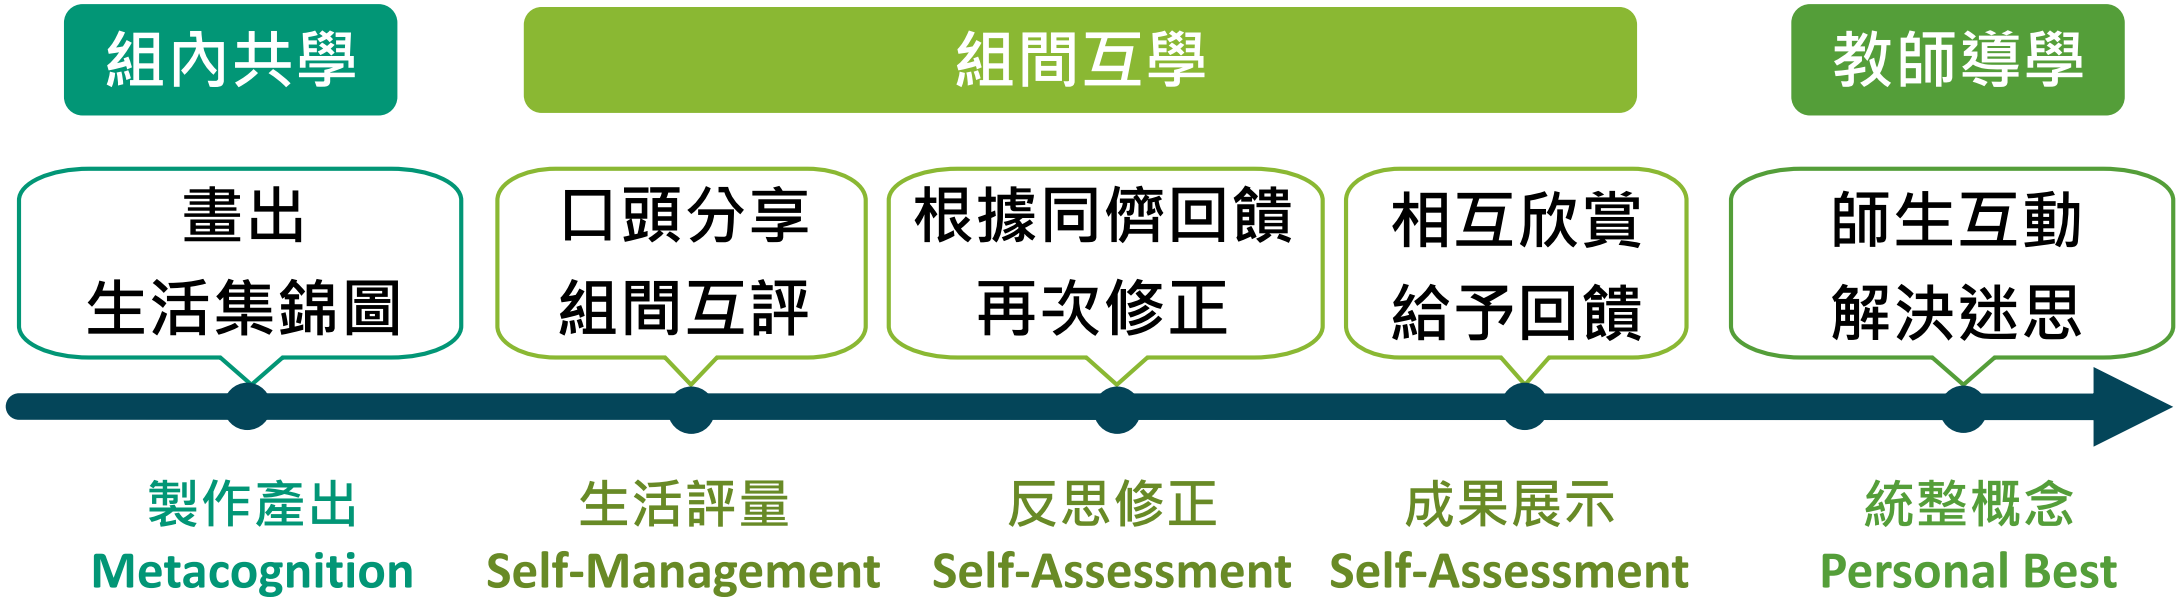 組內共學
組間互學
教師導學
畫出
生活集錦圖
口頭分享
組間互評
根據同儕回饋
再次修正
相互欣賞
給予回饋
師生互動
解決迷思
製作產出
Metacognition
生活評量
Self-Management
反思修正
Self-Assessment
成果展示
Self-Assessment
統整概念
Personal Best